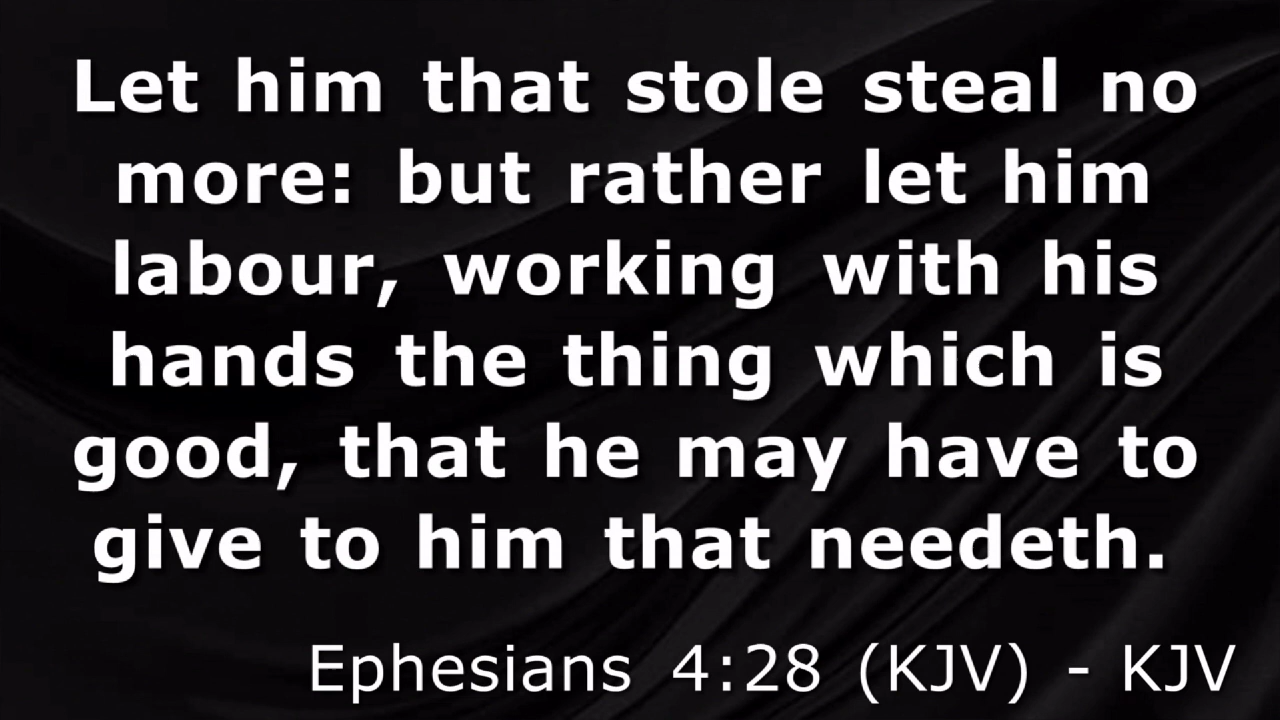 Let him that stole steal no
more: but rather let him
labour, working with his
hands the thing which is
good, that he may have to
give to him that needeth.
Ephesians 4:28 (KJV) - KJV